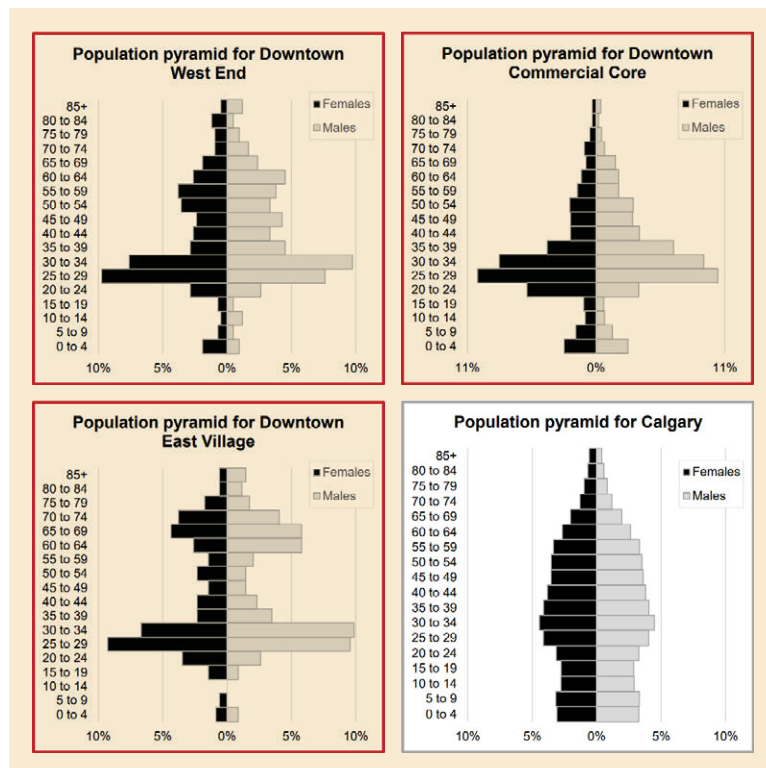 Population pyramid for Downtown
West End
Females
Males
85+
80 to 84
75 to 79
70 to 74
65 to 69
60 to 64
55 to 59
50 to 54
45 to 49
40 to 44
35 to 39
30 to 34
25 to 29
20 to 24
15 to 19
10 to 14
5 to 9
0 to 4
10% 5% 0% 5% 10%
Population pyramid for Downtown
Commercial Core
Females
Males
85+
80 to 84
75 to 79
70 to 74
65 to 69
60 to 64
55 to 59
50 to 54
45 to 49
40 to 44
35 to 39
30 to 34
25 to 29
20 to 24
15 to 19
10 to 14
5 to 9
0 to 4
11% 0% 11%
Population pyramid for Downtown
East Village
Females
Males
85+
80 to 84
75 to 79
70 to 74
65 to 69
60 to 64
55 to 59
50 to 54
45 to 49
40 to 44
35 to 39
30 to 34
25 to 29
20 to 24
15 to 19
10 to 14
5 to 9
0 to 4
10% 5% 0% 5% 10%
Population pyramid for Calgary
Females
Males
85+
80 to 84
75 to 79
70 to 74
65 to 69
60 to 64
55 to 59
50 to 54
45 to 49
40 to 44
35 to 39
30 to 34
25 to 29
20 to 24
15 to 19
10 to 14
5 to 9
0 to 4
10% 5% 0% 5% 10%